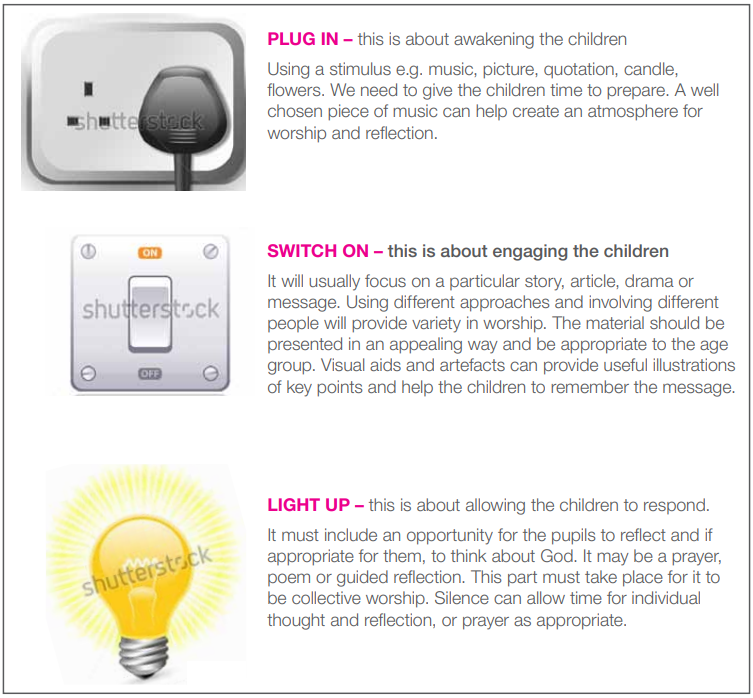 PLUG IN – this is about awakening the children
Using a stimulus e.g. music, picture, quotation, candle,
flowers. We need to give the children time to prepare. A well
chosen piece of music can help create an atmosphere for
worship and reflection.
shutterstock
SWITCH ON – this is about engaging the children
It will usually focus on a particular story, article, drama or
message. Using different approaches and involving different
people will provide variety in worship. The material should be
presented in an appealing way and be appropriate to the age
group. Visual aids and artefacts can provide useful illustrations
of key points and help the children to remember the message.
ON
shutterstock
OFF
LIGHT UP – this is about allowing the children to respond.
It must include an opportunity for the pupils to reflect and if
appropriate for them, to think about God. It may be a prayer,
poem or guided reflection. This part must take place for it to
be collective worship. Silence can allow time for individual
thought and reflection, or prayer as appropriate.
shutterstock